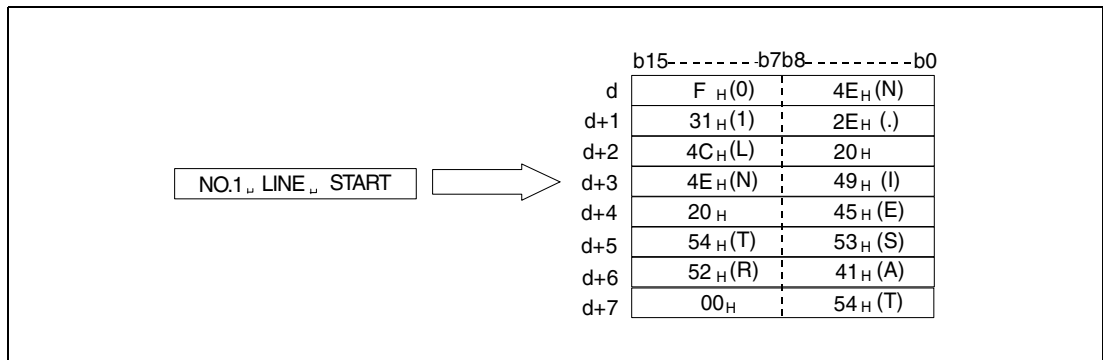 b15--------b7b8--------b0
d F H (0) 4E H (N)
d+1 31 H (1) 2E H (.)
d+2 4C H (L) 20 H
NO.1␣ LINE␣ START d+3 4E H (N) 49 H (I)
d+4 20 H 45 H (E)
d+5 54 H (T) 53 H (S)
d+6 52 H (R) 41 H (A)
d+7 00 H 54 H (T)